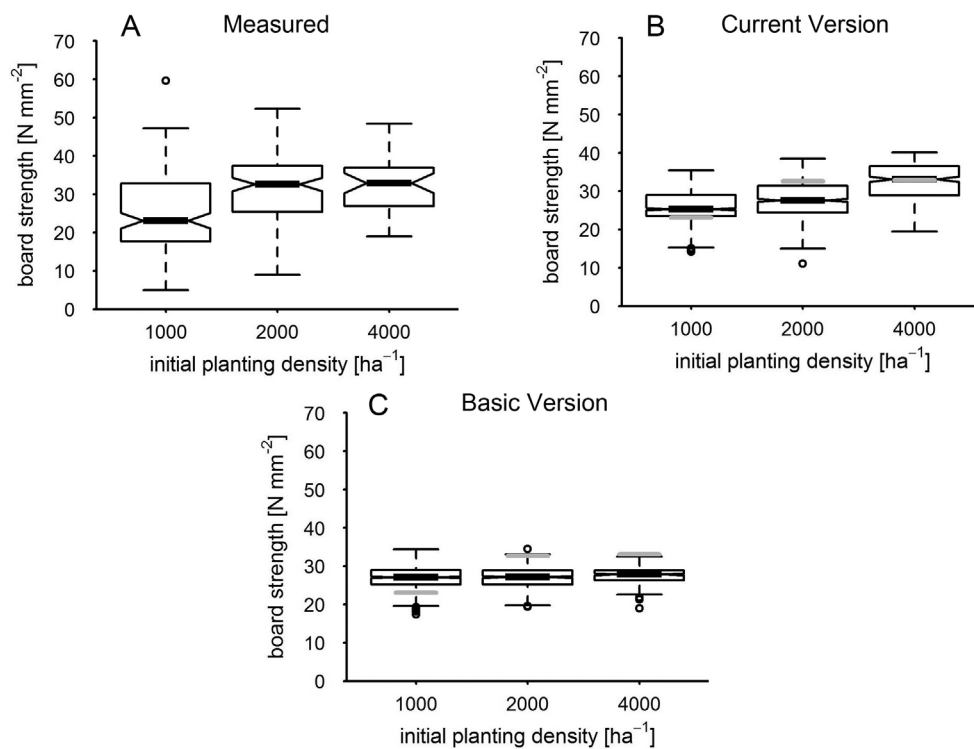 A Measured
board strength [N mm⁻²]
70
60
50
40
30
20
10
0
1000 2000 4000
initial planting density [ha⁻¹]
B Current Version
board strength [N mm⁻²]
70
60
50
40
30
20
10
0
1000 2000 4000
initial planting density [ha⁻¹]
C Basic Version
board strength [N mm⁻²]
70
60
50
40
30
20
10
0
1000 2000 4000
initial planting density [ha⁻¹]